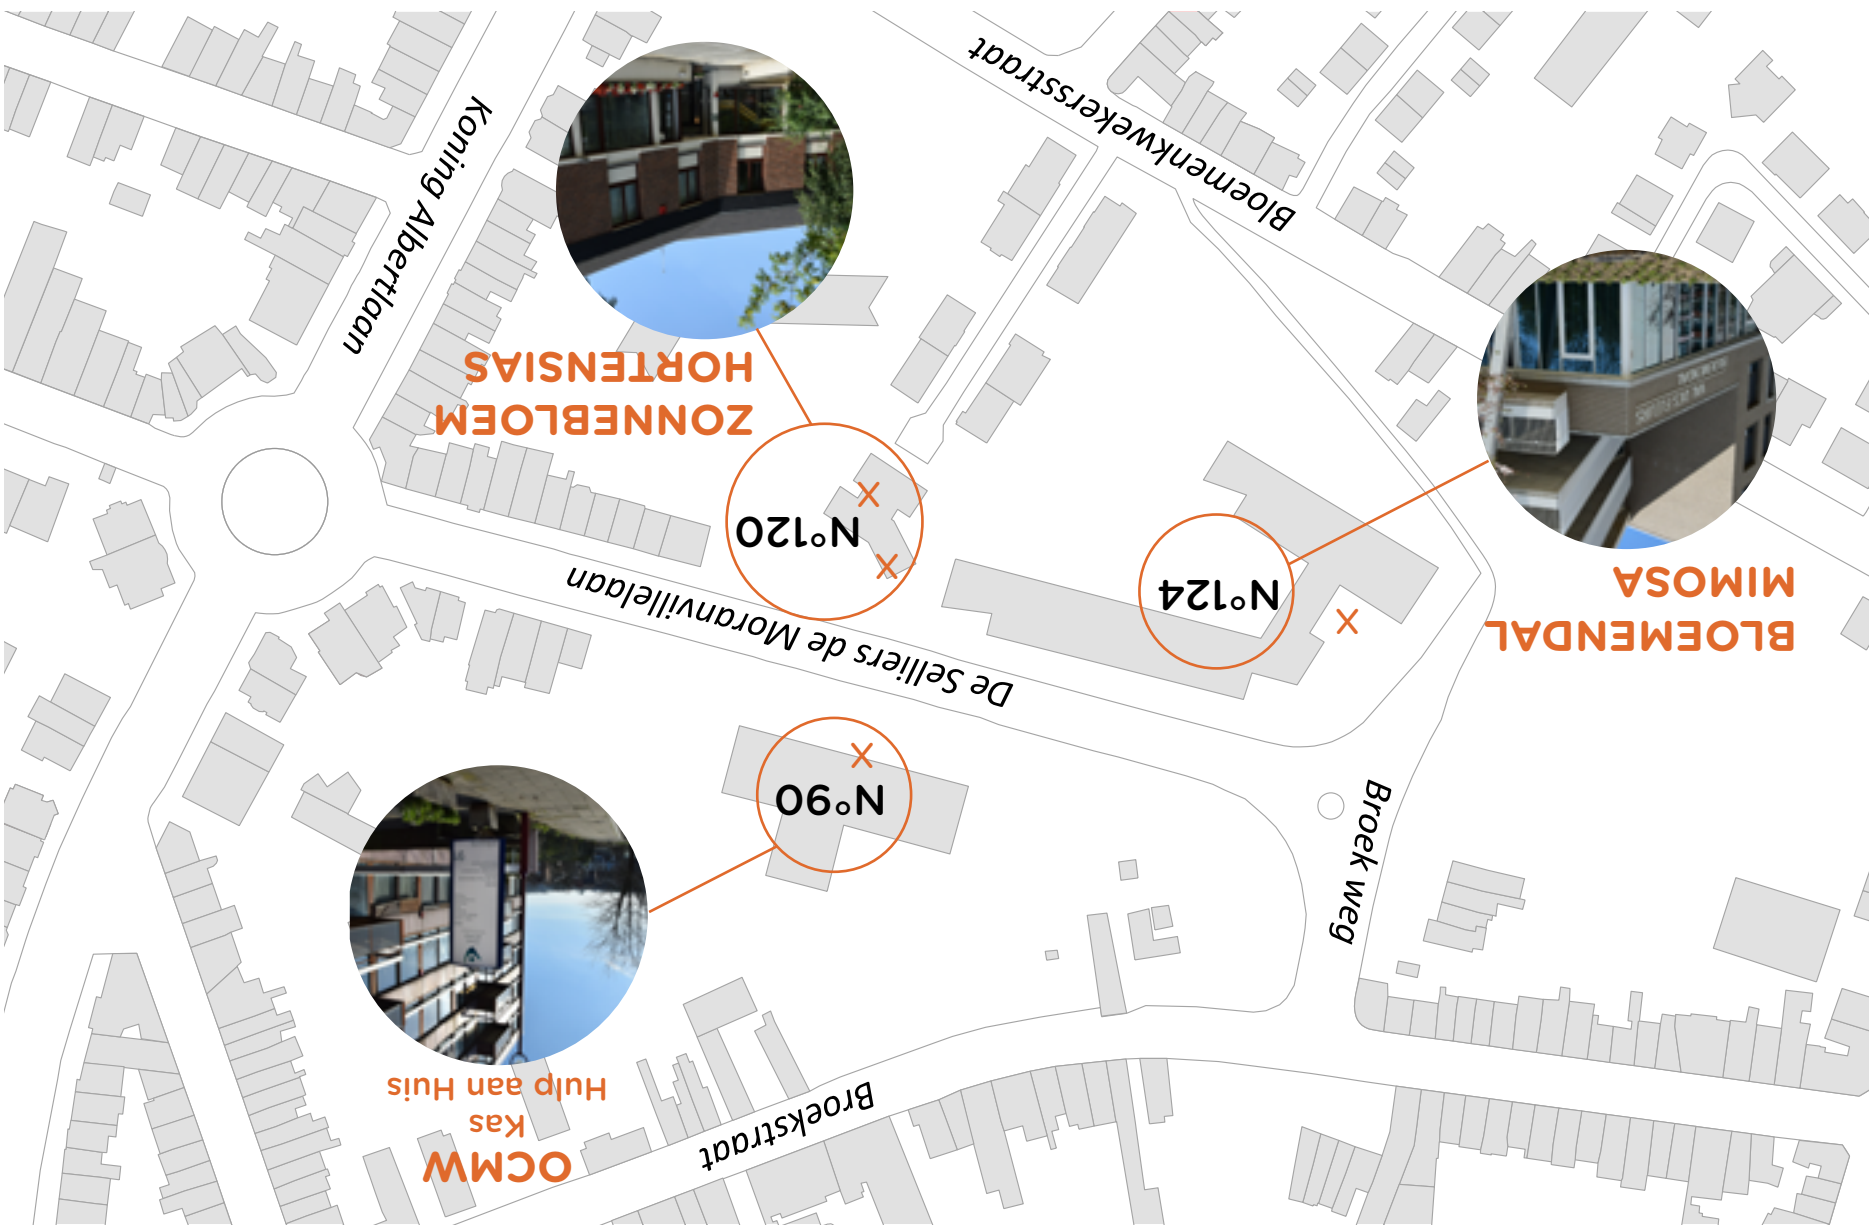 OCMW
Kas
Hulp aan Huis
Broekstraat
Broek weg
N°90
BLOEMENDAL
MIMOSA
De Selliers de Moranvillelaan
N°124
N°120
ZONNEBLOEM
HORTENSIAS
Koning Albertlaan
Bloemenkwekersstraat